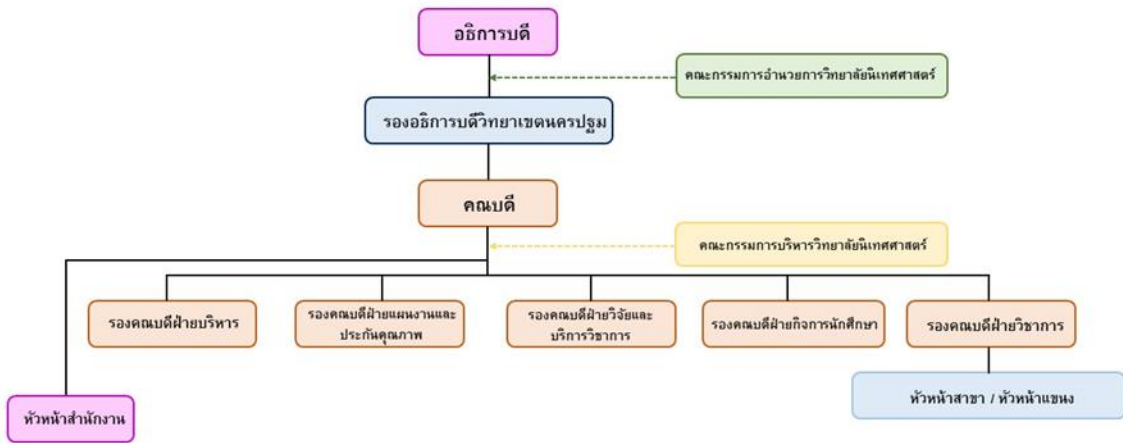 อธิการบดี
คณะกรรมการอำนวยการวิทยาลัยนิเทศศาสตร์
รองอธิการบดีวิทยาเขตนครปฐม
คณบดี
คณะกรรมการบริหารวิทยาลัยนิเทศศาสตร์
รองคณบดีฝ่ายบริหาร
รองคณบดีฝ่ายแผนงานและ
ประกันคุณภาพ
รองคณบดีฝ่ายวิจัยและ
บริการวิชาการ
รองคณบดีฝ่ายกิจการนักศึกษา
รองคณบดีฝ่ายวิชาการ
หัวหน้าสำนักงาน
หัวหน้าสาขา / หัวหน้าแขนง